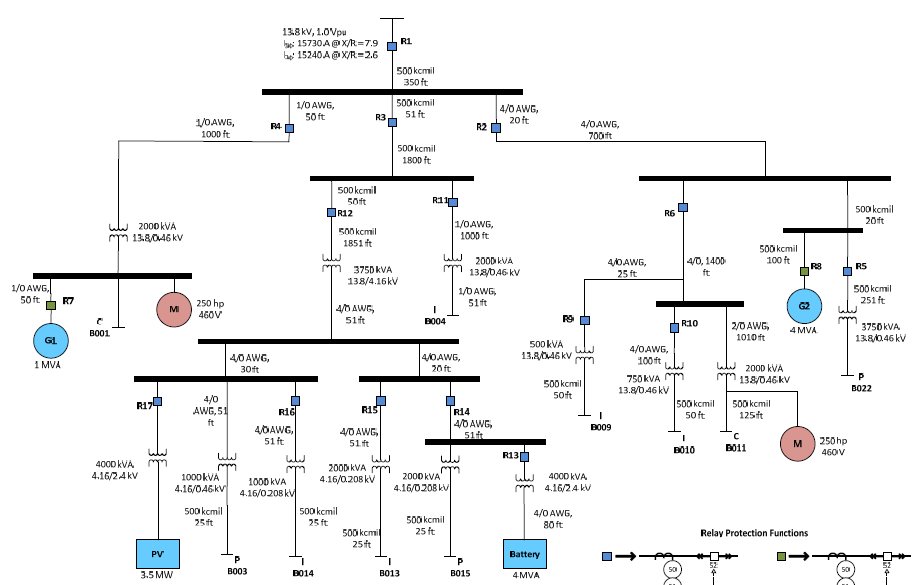 13.8 kV, 1.0Vpu
15730.A @X/R=7.9
15240.A @X/R=2.6
R1
500 kcmil
350 ft
1/0 AWG,
50 ft
R4
500 kcmil
51 ft
R3
4/0 AWG,
20 ft
R2
1/0 AWG,
1000 ft
500 kcmil
1800 ft
4/0 AWG,
700ft
500 kcmil
50 ft
R12
R11
500 kcmil
1851 ft
1/0 AWG,
1000 ft
R6
500 kcmil
20 ft
2000 kVA
13.8/0.46 kV
3750 kVA
13.8/4.16 kV
2000 kVA
13.8/0.46 kV
4/0 AWG,
25 ft
4/0, 1400
ft
500 kcmil
100 ft
R8
R5
1/0 AWG,
50 ft
R7
C
B001
M
250 hp
460 V
G1
1 MVA
4/0 AWG,
51 ft
1/0 AWG,
51 ft
I
B004
500 kcmil
251 ft
G2
4 MVA
3750 kVA
13.8/0.46 kV
P
B022
R9
R10
2/0 AWG,
1010 ft
500 kVA
13.8/0.46 kV
4/0 AWG,
100 ft
750 kVA
13.8/0.46 kV
2000 kVA
13.8/0.46 kV
500 kcmil
50 ft
I
B009
500 kcmil
50 ft
I
B010
500 kcmil
125ft
C
B011
M
250 hp
460V
4/0 AWG,
30 ft
4/0 AWG,
20 ft
R17
4/0
AWG, 51
ft
R16
4/0 AWG,
51 ft
R15
4/0 AWG,
51 ft
R14
4/0 AWG,
51 ft
R13
4000 kVA,
4.16/2.4 kV
1000 kVA
4.16/0.46 kV
1000 kVA
4.16/0.208 kV
2000 kVA
4.16/0.208 kV
2000 kVA
4.16/0.208 kV
4000 kVA,
4.16/2.4 kV
500 kcmil
25 ft
500 kcmil
25 ft
500 kcmil
25 ft
500 kcmil
25 ft
4/0 AWG,
80 ft
PV
3.5 MW
P
B003
I
B014
I
B013
P
B015
Battery
4 MVA
Relay Protection Functions
52
50
50